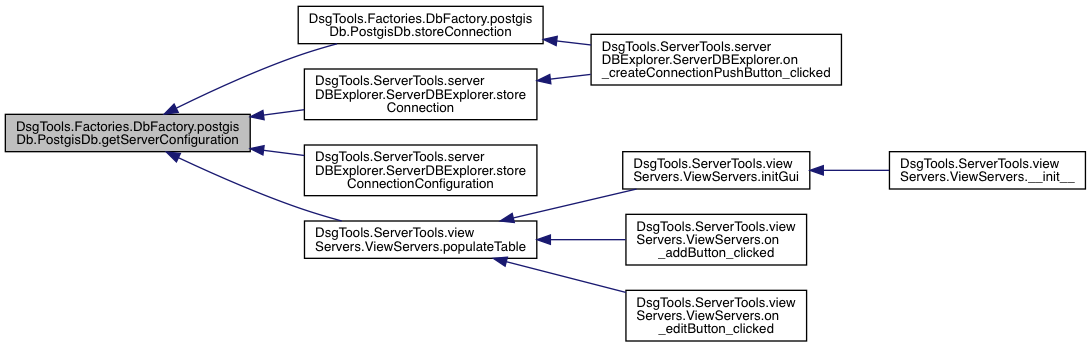 DsgTools.Factories.DbFactory.postgis
Db.PostgisDb.storeConnection
DsgTools.ServerTools.server
DBExplorer.ServerDBExplorer.on
_createConnectionPushButton_clicked
DsgTools.ServerTools.server
DBExplorer.ServerDBExplorer.store
Connection
DsgTools.Factories.DbFactory.postgis
Db.PostgisDb.getServerConfiguration
DsgTools.ServerTools.server
DBExplorer.ServerDBExplorer.store
ConnectionConfiguration
DsgTools.ServerTools.view
Servers.ViewServers.initGui
DsgTools.ServerTools.view
Servers.ViewServers.__init__
DsgTools.ServerTools.view
Servers.ViewServers.populateTable
DsgTools.ServerTools.view
Servers.ViewServers.on
_addButton_clicked
DsgTools.ServerTools.view
Servers.ViewServers.on
_editButton_clicked